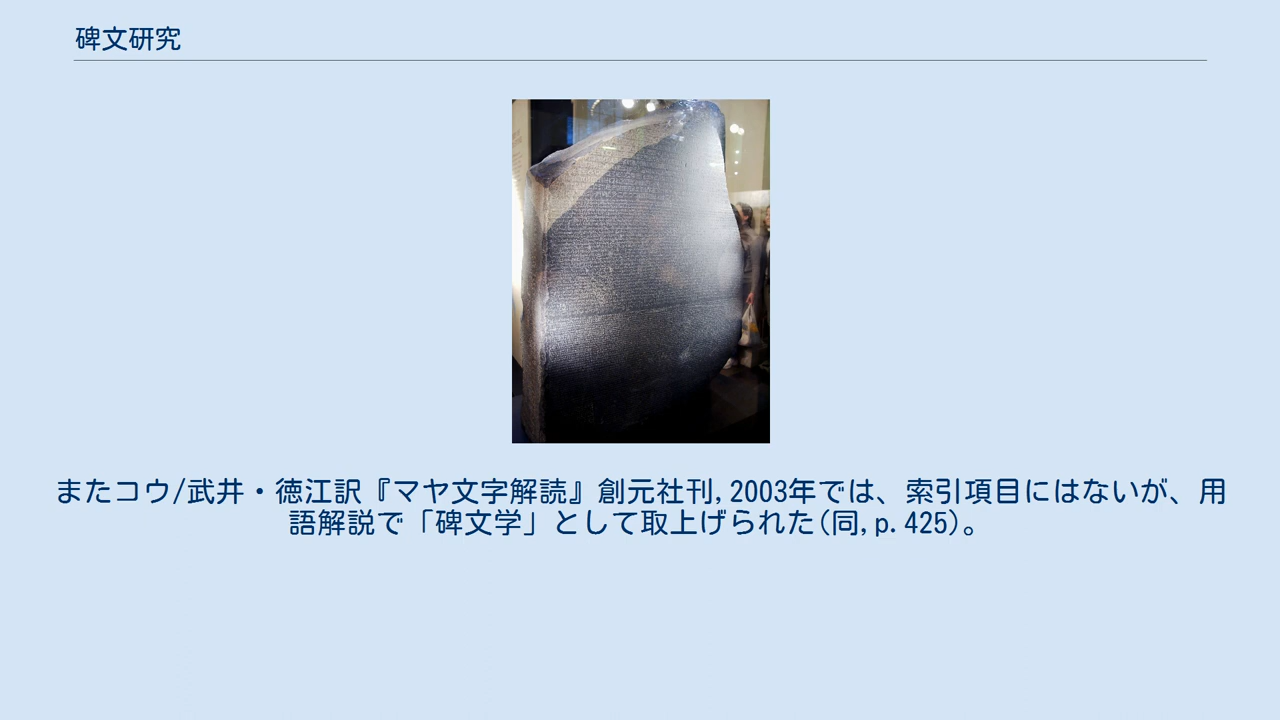 碑文研究
またコウ/武井・徳江訳『マヤ文字解読』創元社刊,2003年では、索引項目にはないが、用
語解説で「碑文学」として取上げられた(同,p.425)。